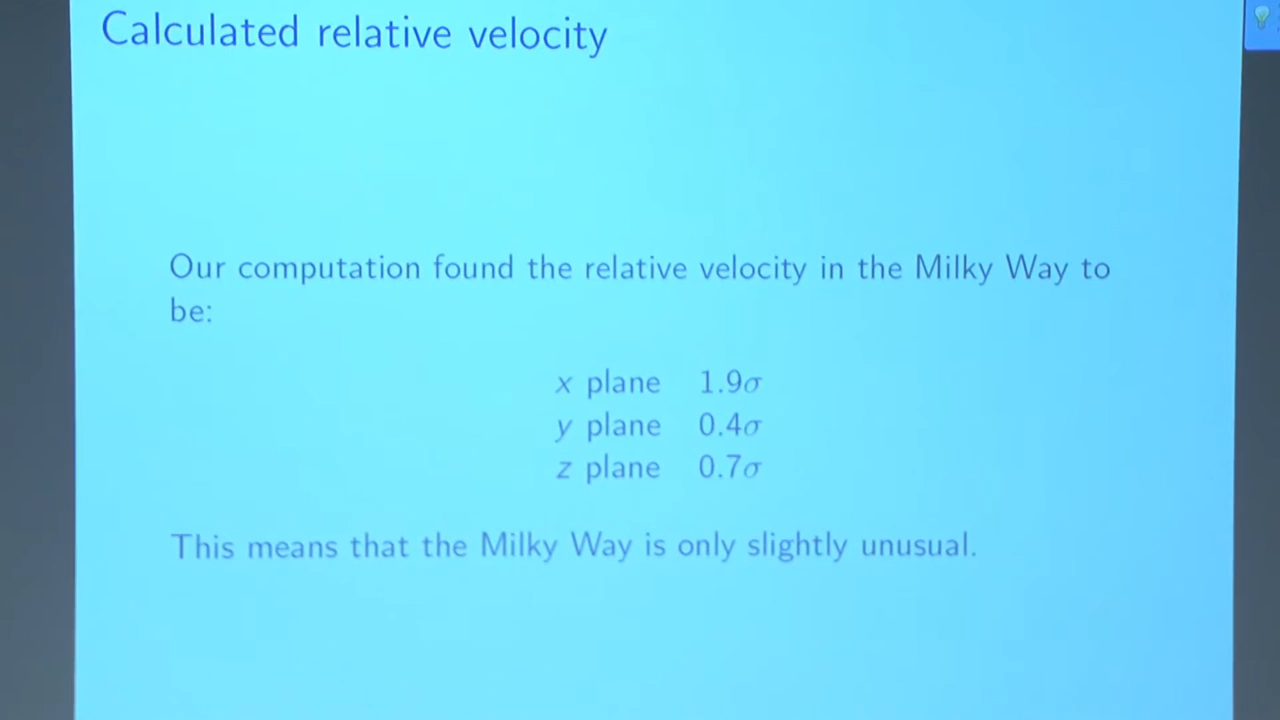 Calculated relative velocity
Our computation found the relative velocity in the Milky Way to
be:
x plane 1.9σ
y plane 0.4σ
z plane 0.7σ
This means that the Milky Way is only slightly unusual.